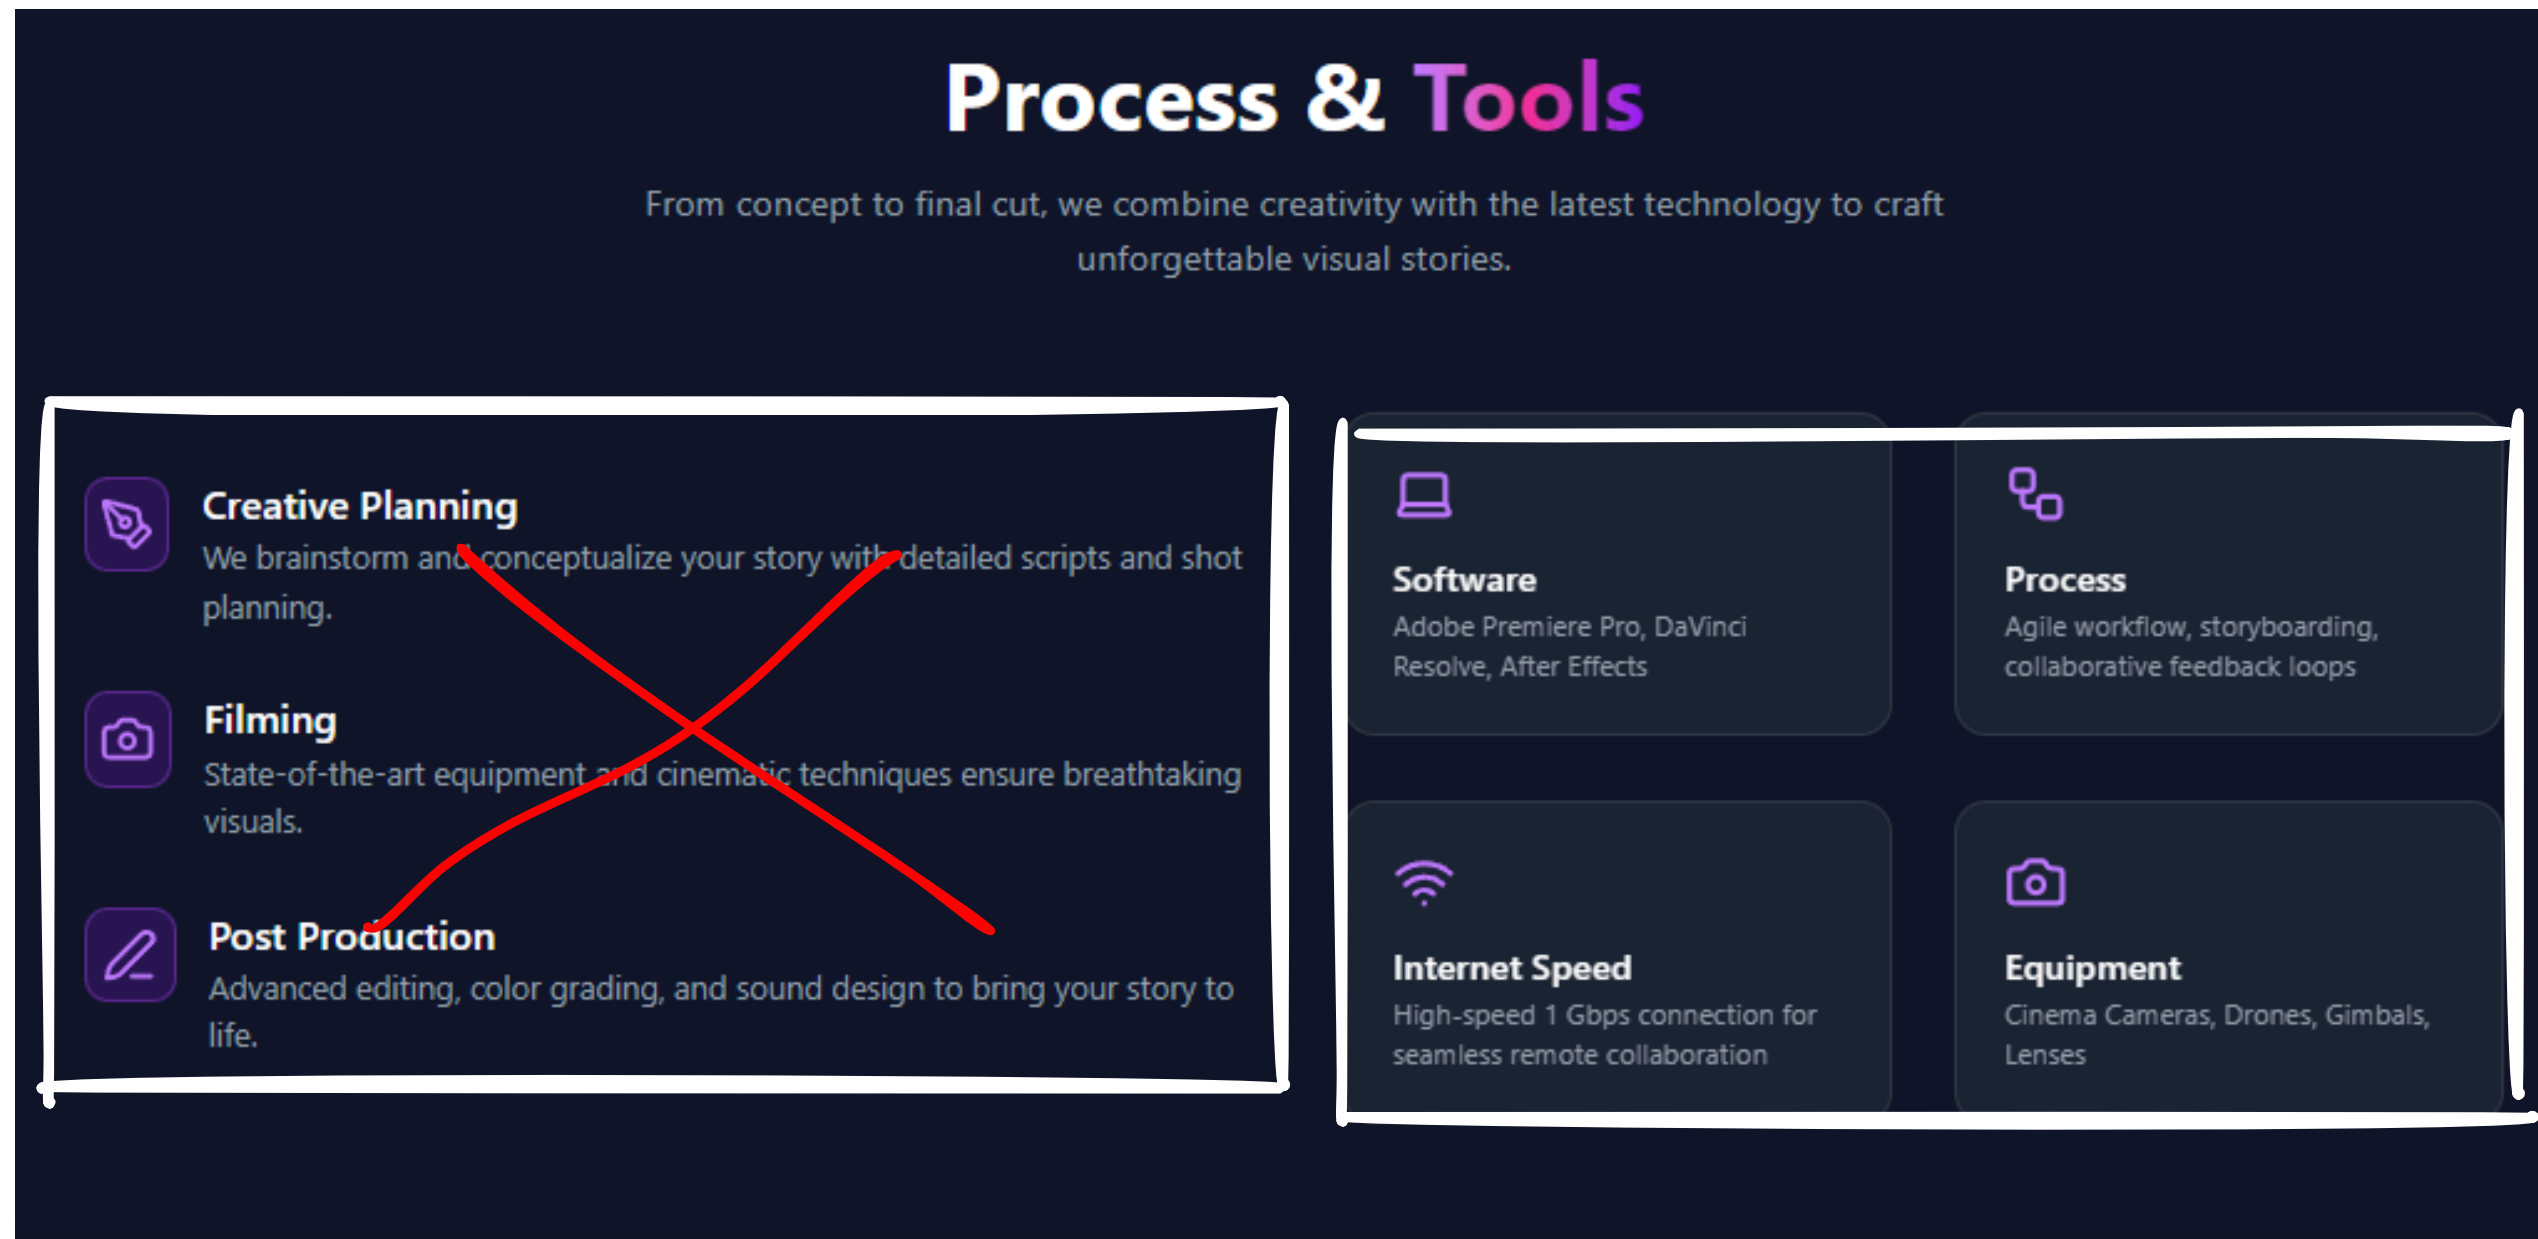 Process & Tools
From concept to final cut, we combine creativity with the latest technology to craft
unforgettable visual stories.
Creative Planning
We brainstorm and conceptualize your story with detailed scripts and shot
planning.
Filming
State-of-the-art equipment and cinematic techniques ensure breathtaking
visuals.
Post Production
Advanced editing, color grading, and sound design to bring your story to
life.
Software
Adobe Premiere Pro, DaVinci
Resolve, After Effects
Process
Agile workflow, storyboarding,
collaborative feedback loops
Internet Speed
High-speed 1 Gbps connection for
seamless remote collaboration
Equipment
Cinema Cameras, Drones, Gimbals,
Lenses